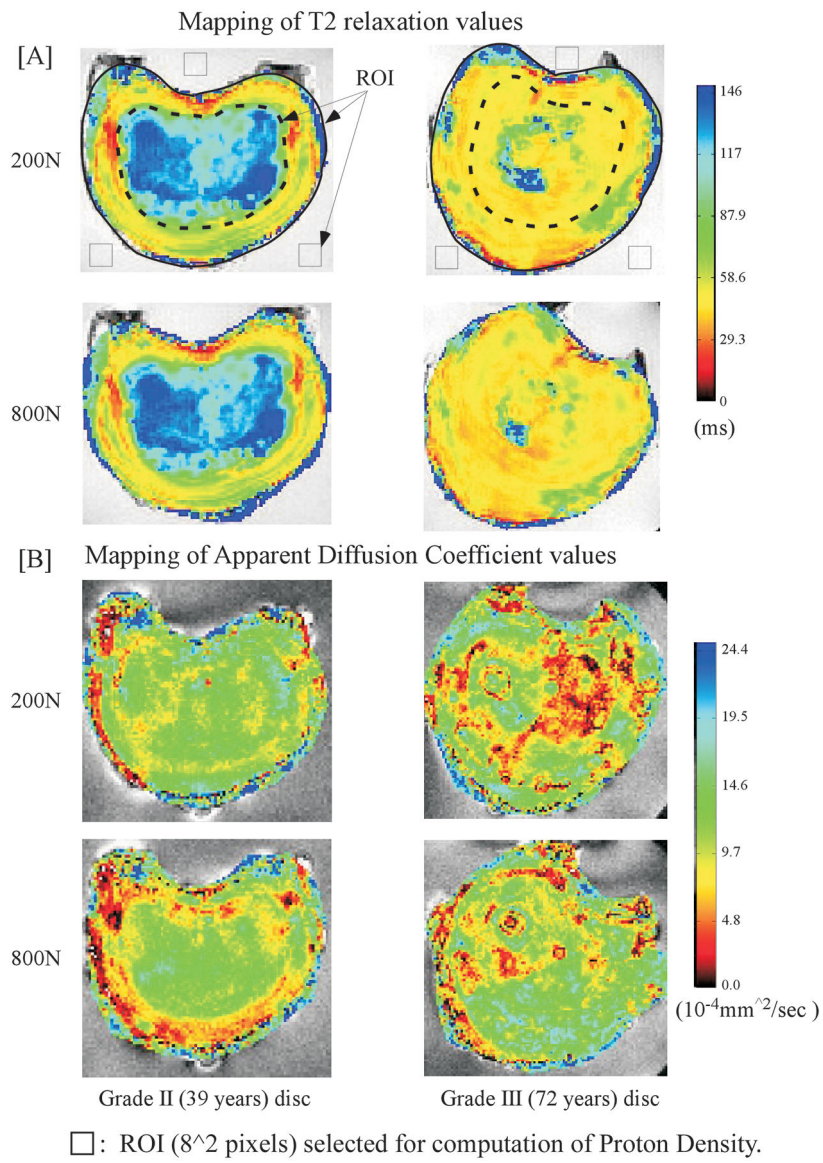 Mapping of T2 relaxation values
[A]
ROI
200N
146
117
87.9
58.6
29.3
0
(ms)
800N
[B] Mapping of Apparent Diffusion Coefficient values
200N
24.4
19.5
14.6
9.7
4.8
0.0
(10-4mm^2/sec )
800N
Grade II (39 years) disc Grade III (72 years) disc
□: ROI (8^2 pixels) selected for computation of Proton Density.